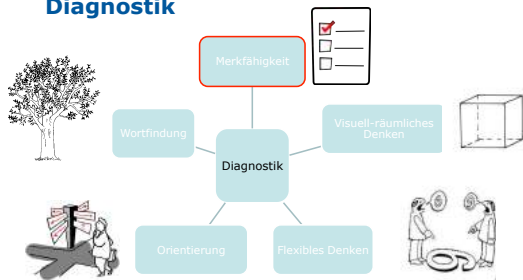 Diagnostik
Merkfähigkeit
Wortfindung
Visuell-räumliches
Denken
Diagnostik
Orientierung
Flexibles Denken